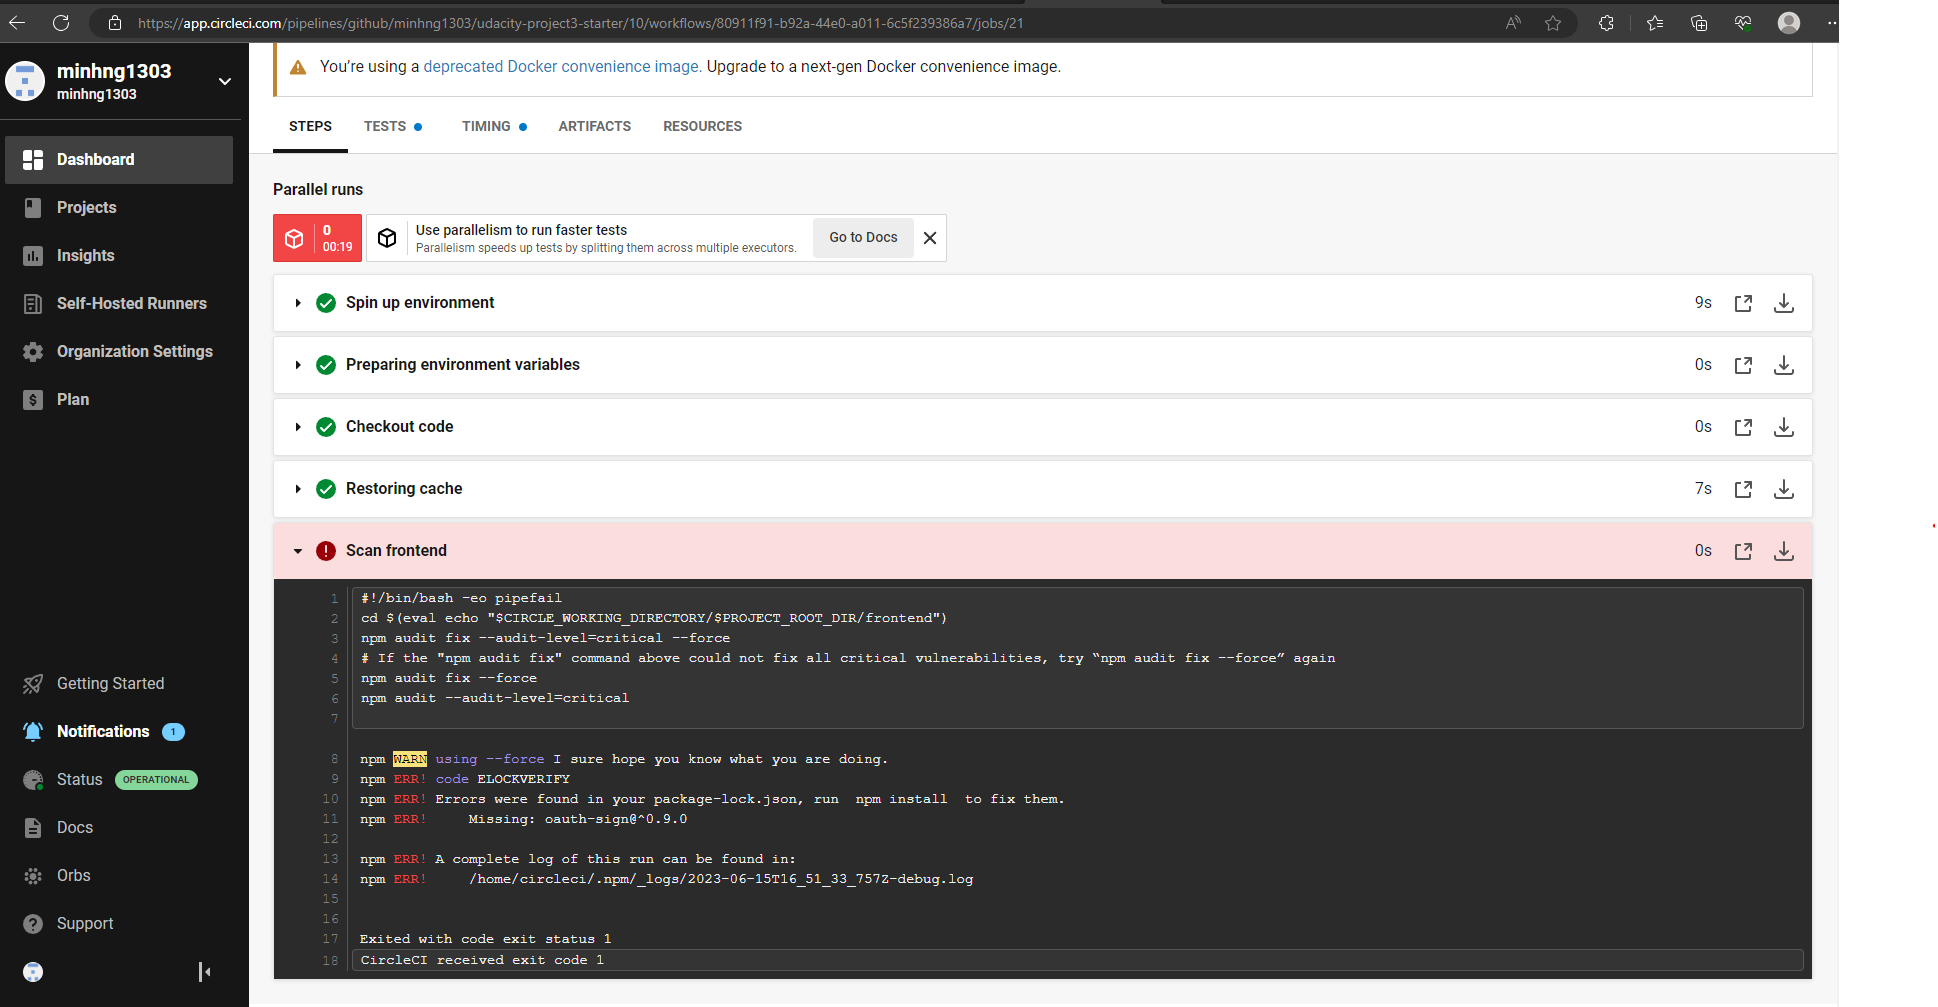 https://app.circleci.com/pipelines/github/minhng1303/udacity-project3-starter/10/workflows/80911f91-b92a-44e0-a011-6c5f239386a7/jobs/21
minhng1303
minhng1303
Dashboard
Projects
Insights
Self-Hosted Runners
Organization Settings
Plan
Getting Started
Notifications 1
Status OPERATIONAL
Docs
Orbs
Support
You're using a deprecated Docker convenience image. Upgrade to a next-gen Docker convenience image.
STEPS TESTS TIMING ARTIFACTS RESOURCES
Parallel runs
0
00:19
Use parallelism to run faster tests
Parallelism speeds up tests by splitting them across multiple executors.
Go to Docs
Spin up environment 9s
Preparing environment variables 0s
Checkout code 0s
Restoring cache 7s
Scan frontend 0s
1 #!/bin/bash -eo pipefail
2 cd $(eval echo "$CIRCLE_WORKING_DIRECTORY/$PROJECT_ROOT_DIR/frontend")
3 npm audit fix --audit-level=critical --force
4 # If the "npm audit fix" command above could not fix all critical vulnerabilities, try “npm audit fix --force” again
5 npm audit fix --force
6 npm audit --audit-level=critical
7
8 npm WARN using --force I sure hope you know what you are doing.
9 npm ERR! code ELOCKVERIFY
10 npm ERR! Errors were found in your package-lock.json, run  npm install  to fix them.
11 npm ERR!     Missing: oauth-sign@^0.9.0
12
13 npm ERR! A complete log of this run can be found in:
14 npm ERR!     /home/circleci/.npm/_logs/2023-06-15T16_51_33_757Z-debug.log
15
16
17 Exited with code exit status 1
18 CircleCI received exit code 1